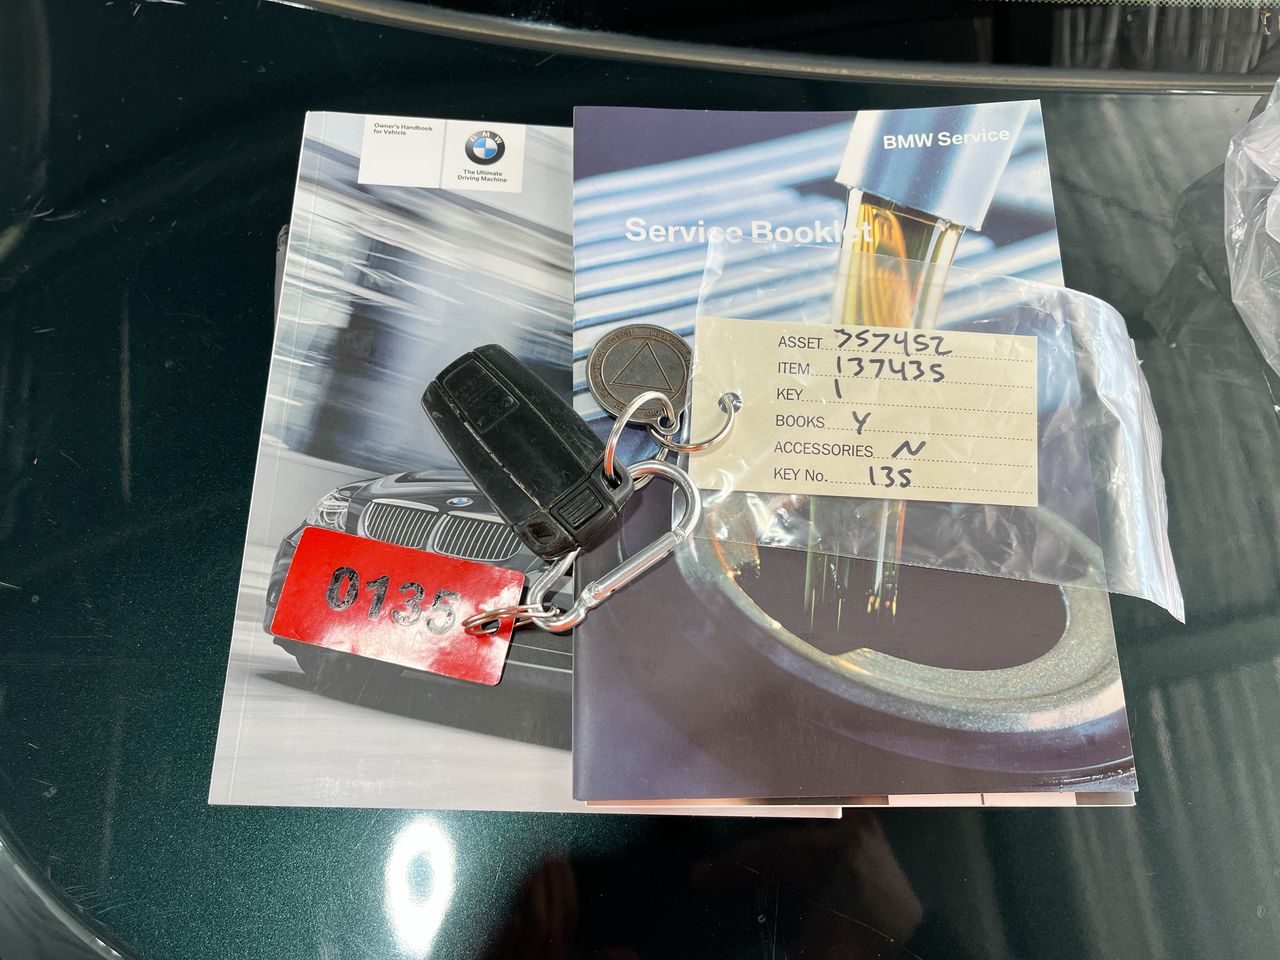 Owner's Handbook
for Vehicle
BMW
The Ultimate
Driving Machine
BMW Service
Service Booklet
ASSET 357452
ITEM 137435
KEY 1
BOOKS Y
ACCESSORIES N
KEY No. 135
0135